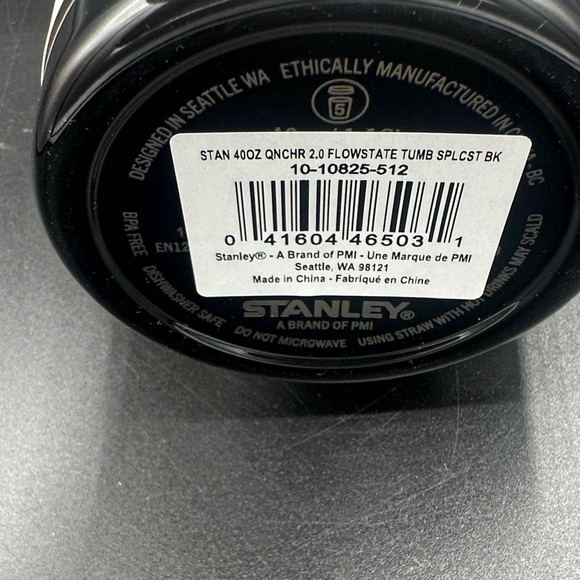 DESIGNED IN SEATTLE WA ETHICALLY MANUFACTURED IN
BC
5
STAN 40OZ QNCHR 2.0 FLOWSTATE TUMB SPLCST BK
10-10825-512
0 41604 46503 1
Stanley® - A Brand of PMI - Une Marque de PMI
Seattle, WA 98121
Made in China - Fabriqué en Chine
EN12
STANLEY®
A BRAND OF PMI
BPA FREE DISHWASHER SAFE DO NOT MICROWAVE USING STRAW WITH HOT DRINKS MAY SCALD